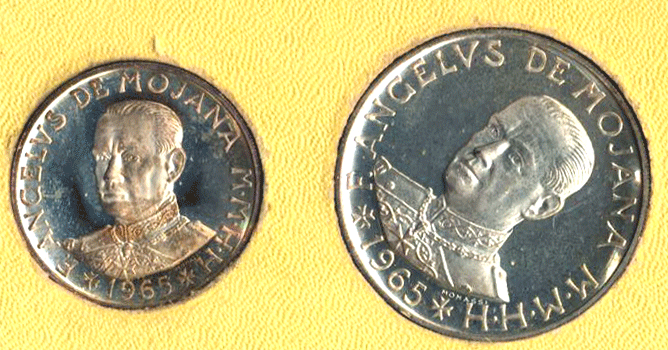 F·ANGELVS DE MOJANA M·M·H·H·
1965
F·ANGELVS DE MOJANA M·M·H·H·
1965
MONASSI